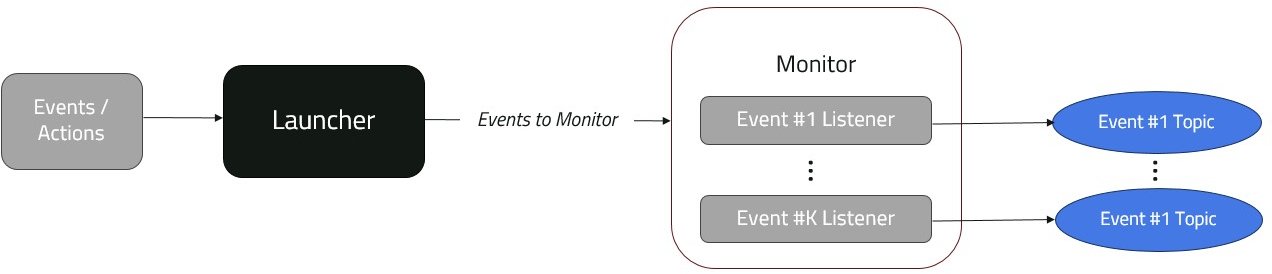 Events /
Actions
Launcher
Events to Monitor
Monitor
Event #1 Listener
Event #1 Topic
Event #K Listener
Event #1 Topic